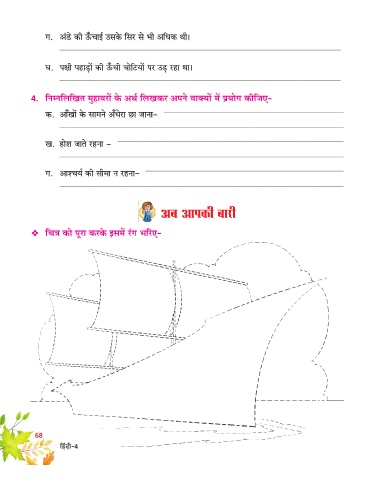 ग. अंडे की ऊँचाई उसके सिर से भी अधिक थी।
घ. पक्षी पहाड़ों की ऊँची चोटियों पर उड़ रहा था।
4. निम्नलिखित मुहावरों के अर्थ लिखकर अपने वाक्यों में प्रयोग कीजिए-
क. आँखों के सामने अँधेरा छा जाना-
ख. होश जाते रहना -
ग. आश्चर्य की सीमा न रहना-
अब आपकी बारी
❖ चित्र को पूरा करके इसमें रंग भरिए-
68
हिंदी-4